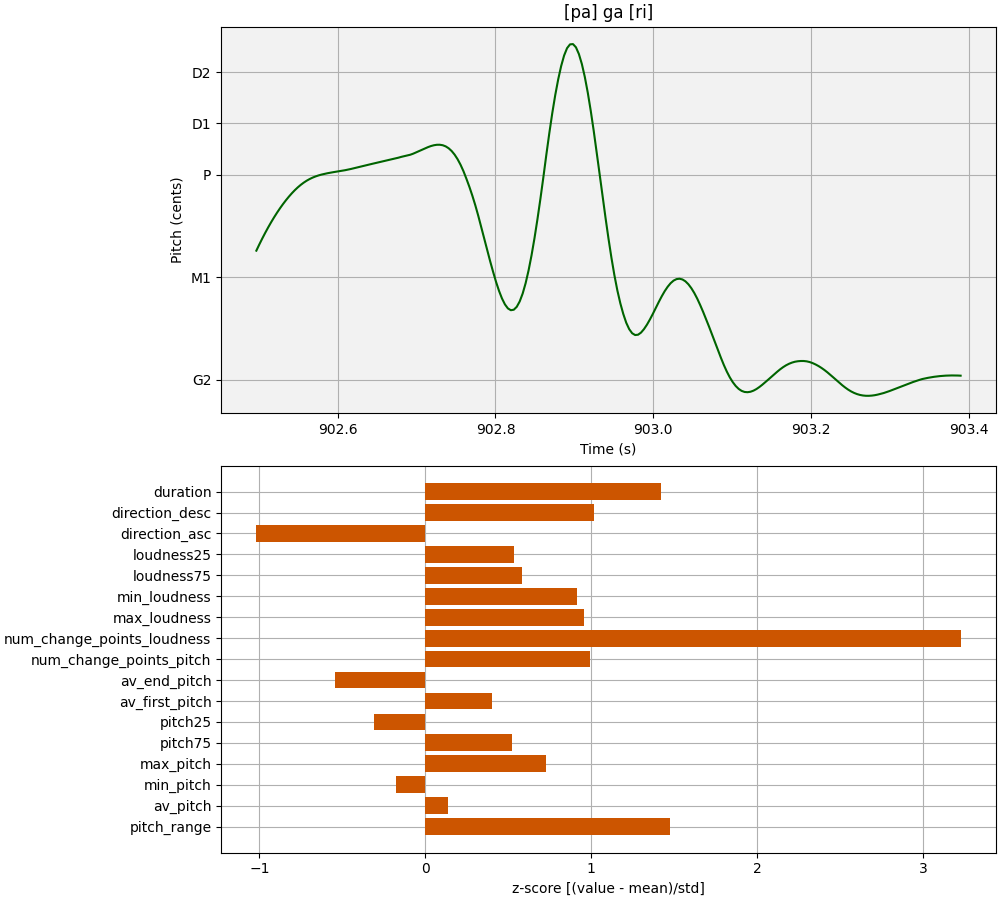 [pa] ga [ri]
D2
D1
P
M1
G2
Pitch (cents)
902.6 902.8 903.0 903.2 903.4
Time (s)
duration
direction_desc
direction_asc
loudness25
loudness75
min_loudness
max_loudness
num_change_points_loudness
num_change_points_pitch
av_end_pitch
av_first_pitch
pitch25
pitch75
max_pitch
min_pitch
av_pitch
pitch_range
−1 0 1 2 3
z-score [(value - mean)/std]